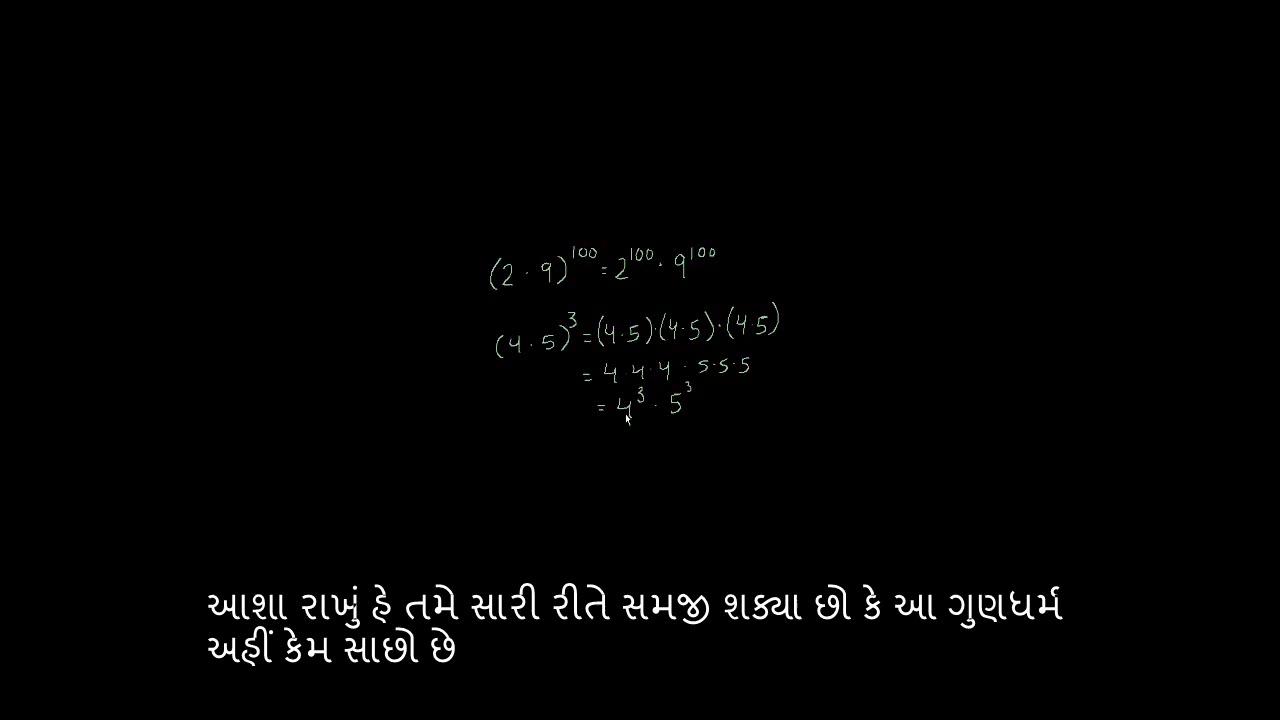 (2 · 9)^100 = 2^100 · 9^100
(4 · 5)^3 = (4·5)·(4·5)·(4·5)
= 4·4·4 · 5·5·5
= 4^3 · 5^3
આશા રાખું હે તમે સારી રીતે સમજી શક્યા છો કે આ ગુણધર્મ
અહીં કેમ સાછો છે